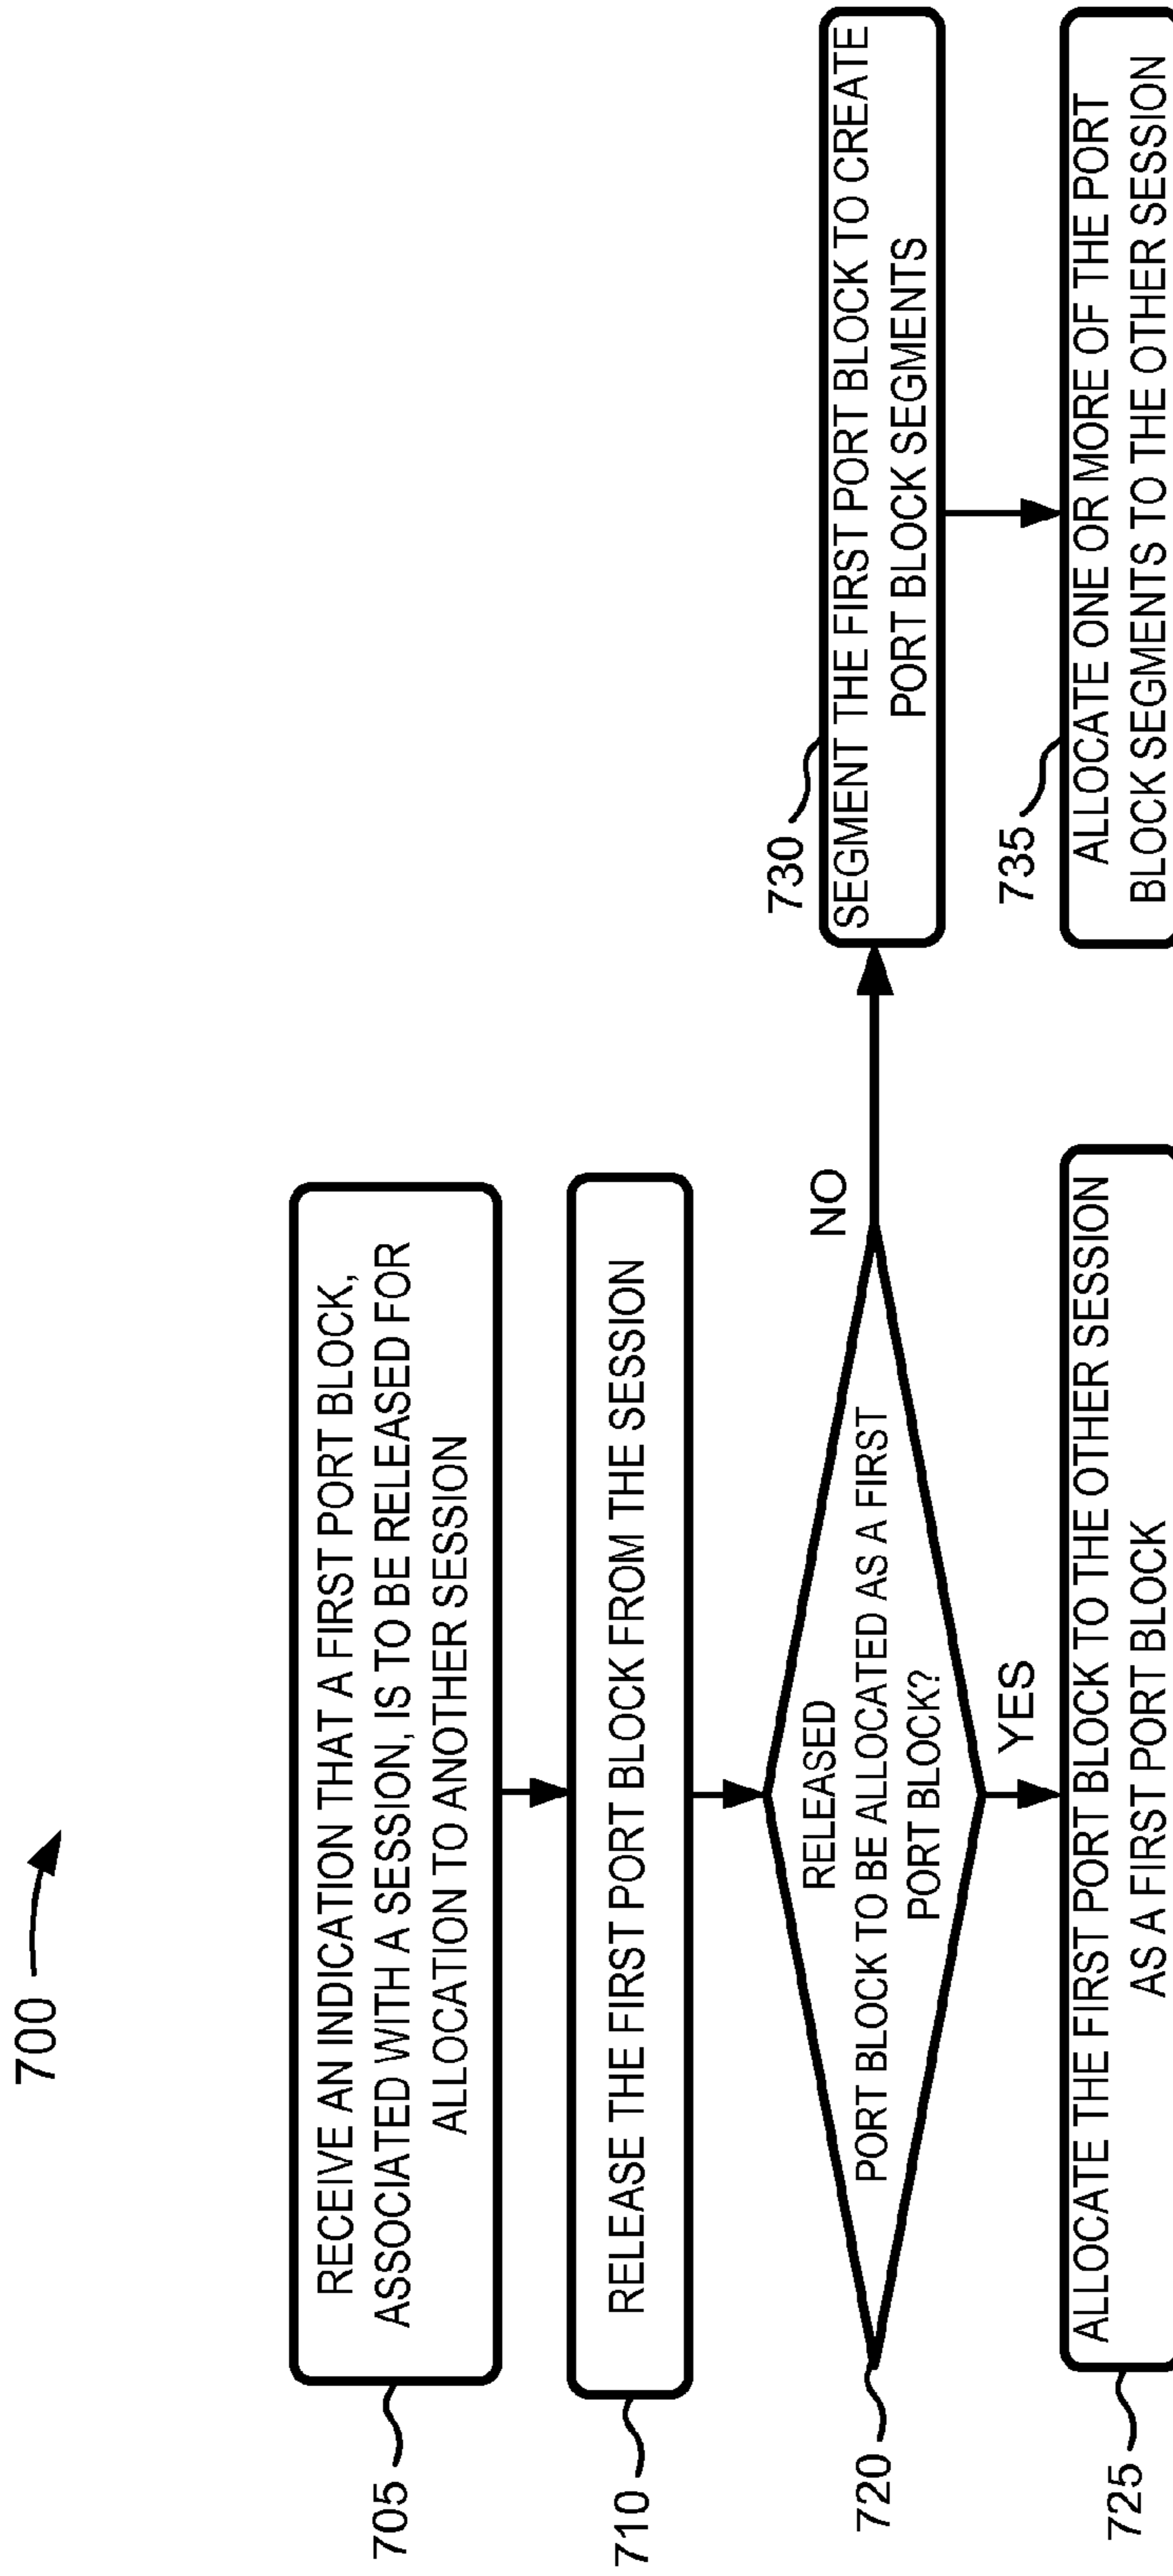 700
705
RECEIVE AN INDICATION THAT A FIRST PORT BLOCK,
ASSOCIATED WITH A SESSION, IS TO BE RELEASED FOR
ALLOCATION TO ANOTHER SESSION
710
RELEASE THE FIRST PORT BLOCK FROM THE SESSION
720
RELEASED
PORT BLOCK TO BE ALLOCATED AS A FIRST
PORT BLOCK?
NO
YES
730
SEGMENT THE FIRST PORT BLOCK TO CREATE
PORT BLOCK SEGMENTS
725
ALLOCATE THE FIRST PORT BLOCK TO THE OTHER SESSION
AS A FIRST PORT BLOCK
735
ALLOCATE ONE OR MORE OF THE PORT
BLOCK SEGMENTS TO THE OTHER SESSION